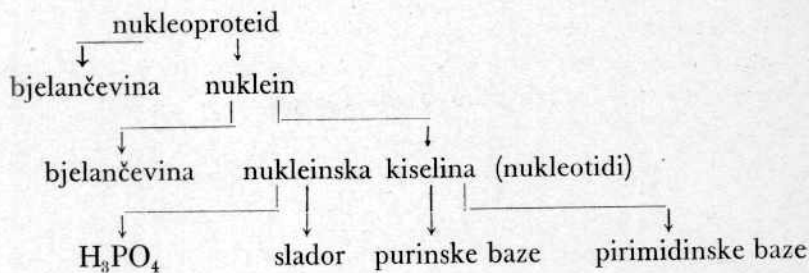 nukleoproteid
bjelančevina nuklein
bjelančevina nukleinska kiselina (nukleotidi)
H₃PO₄ slador purinske baze pirimidinske baze